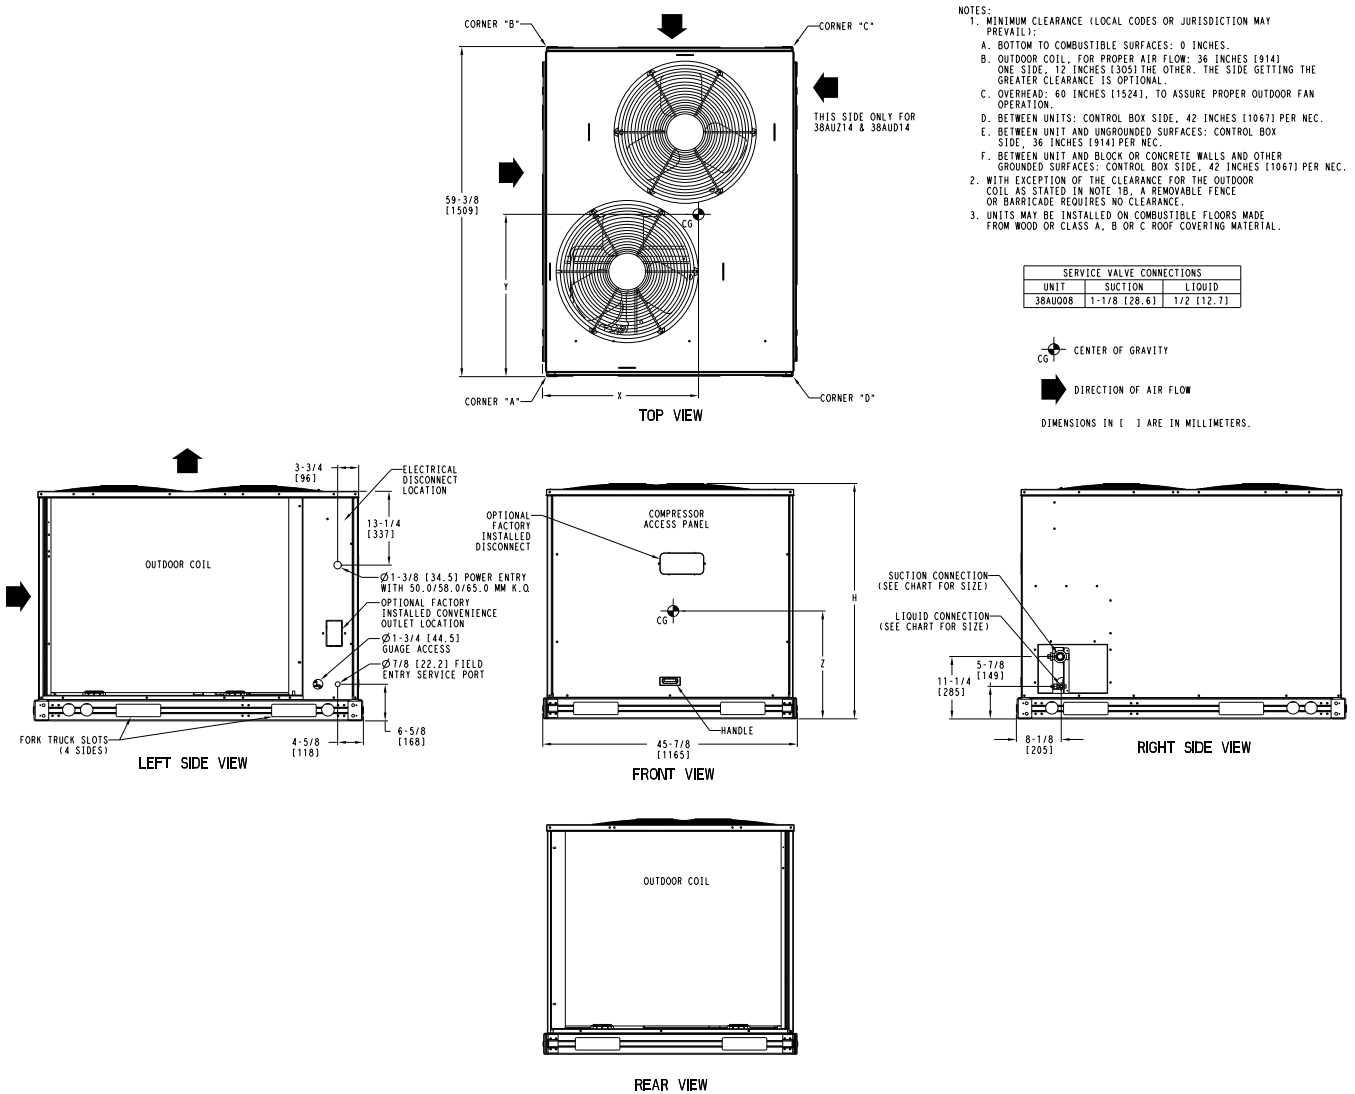 CORNER "B"
CORNER "C"
THIS SIDE ONLY FOR
38AUZ14 & 38AUD14
59-3/8
[1509]
CG
Y
X
CORNER "A"
CORNER "D"
TOP VIEW
NOTES:
1. MINIMUM CLEARANCE (LOCAL CODES OR JURISDICTION MAY
PREVAIL):
A. BOTTOM TO COMBUSTIBLE SURFACES: 0 INCHES.
B. OUTDOOR COIL, FOR PROPER AIR FLOW: 36 INCHES [914]
ONE SIDE, 12 INCHES [305] THE OTHER. THE SIDE GETTING THE
GREATER CLEARANCE IS OPTIONAL.
C. OVERHEAD: 60 INCHES [1524], TO ASSURE PROPER OUTDOOR FAN
OPERATION.
D. BETWEEN UNITS: CONTROL BOX SIDE, 42 INCHES [1067] PER NEC.
E. BETWEEN UNIT AND UNGROUNDED SURFACES: CONTROL BOX
SIDE, 36 INCHES [914] PER NEC.
F. BETWEEN UNIT AND BLOCK OR CONCRETE WALLS AND OTHER
GROUNDED SURFACES: CONTROL BOX SIDE, 42 INCHES [1067] PER NEC.
2. WITH EXCEPTION OF THE CLEARANCE FOR THE OUTDOOR
COIL AS STATED IN NOTE 1B, A REMOVABLE FENCE
OR BARRICADE REQUIRES NO CLEARANCE.
3. UNITS MAY BE INSTALLED ON COMBUSTIBLE FLOORS MADE
FROM WOOD OR CLASS A, B OR C ROOF COVERING MATERIAL.
SERVICE VALVE CONNECTIONS
UNIT SUCTION LIQUID
38AUQ08 1-1/8 [28.6] 1/2 [12.7]
CG CENTER OF GRAVITY
DIRECTION OF AIR FLOW
DIMENSIONS IN [ ] ARE IN MILLIMETERS.
3-3/4
[96]
ELECTRICAL
DISCONNECT
LOCATION
13-1/4
[337]
OUTDOOR COIL
Ø1-3/8 [34.5] POWER ENTRY
WITH 50.0/58.0/65.0 MM K.O.
OPTIONAL FACTORY
INSTALLED CONVENIENCE
OUTLET LOCATION
Ø1-3/4 [44.5]
GUAGE ACCESS
Ø7/8 [22.2] FIELD
ENTRY SERVICE PORT
FORK TRUCK SLOTS
(4 SIDES)
4-5/8
[118]
6-5/8
[168]
LEFT SIDE VIEW
OPTIONAL
FACTORY
INSTALLED
DISCONNECT
COMPRESSOR
ACCESS PANEL
CG
H
Z
HANDLE
45-7/8
[1165]
FRONT VIEW
SUCTION CONNECTION
(SEE CHART FOR SIZE)
LIQUID CONNECTION
(SEE CHART FOR SIZE)
5-7/8
[149]
11-1/4
[285]
8-1/8
[205]
RIGHT SIDE VIEW
OUTDOOR COIL
REAR VIEW